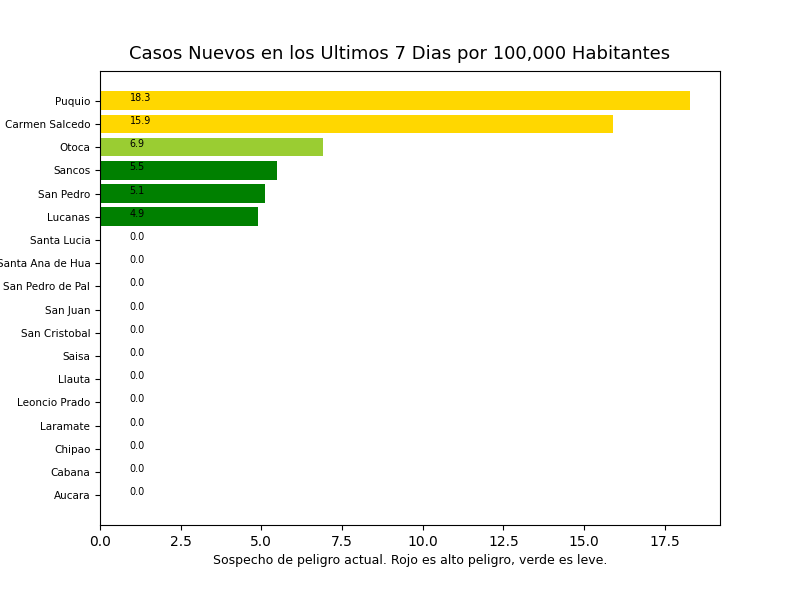 Casos Nuevos en los Ultimos 7 Dias por 100,000 Habitantes
Puquio 18.3
Carmen Salcedo 15.9
Otoca 6.9
Sancos 5.5
San Pedro 5.1
Lucanas 4.9
Santa Lucia 0.0
Santa Ana de Hua 0.0
San Pedro de Pal 0.0
San Juan 0.0
San Cristobal 0.0
Saisa 0.0
Llauta 0.0
Leoncio Prado 0.0
Laramate 0.0
Chipao 0.0
Cabana 0.0
Aucara 0.0
0.0 2.5 5.0 7.5 10.0 12.5 15.0 17.5
Sospecho de peligro actual. Rojo es alto peligro, verde es leve.